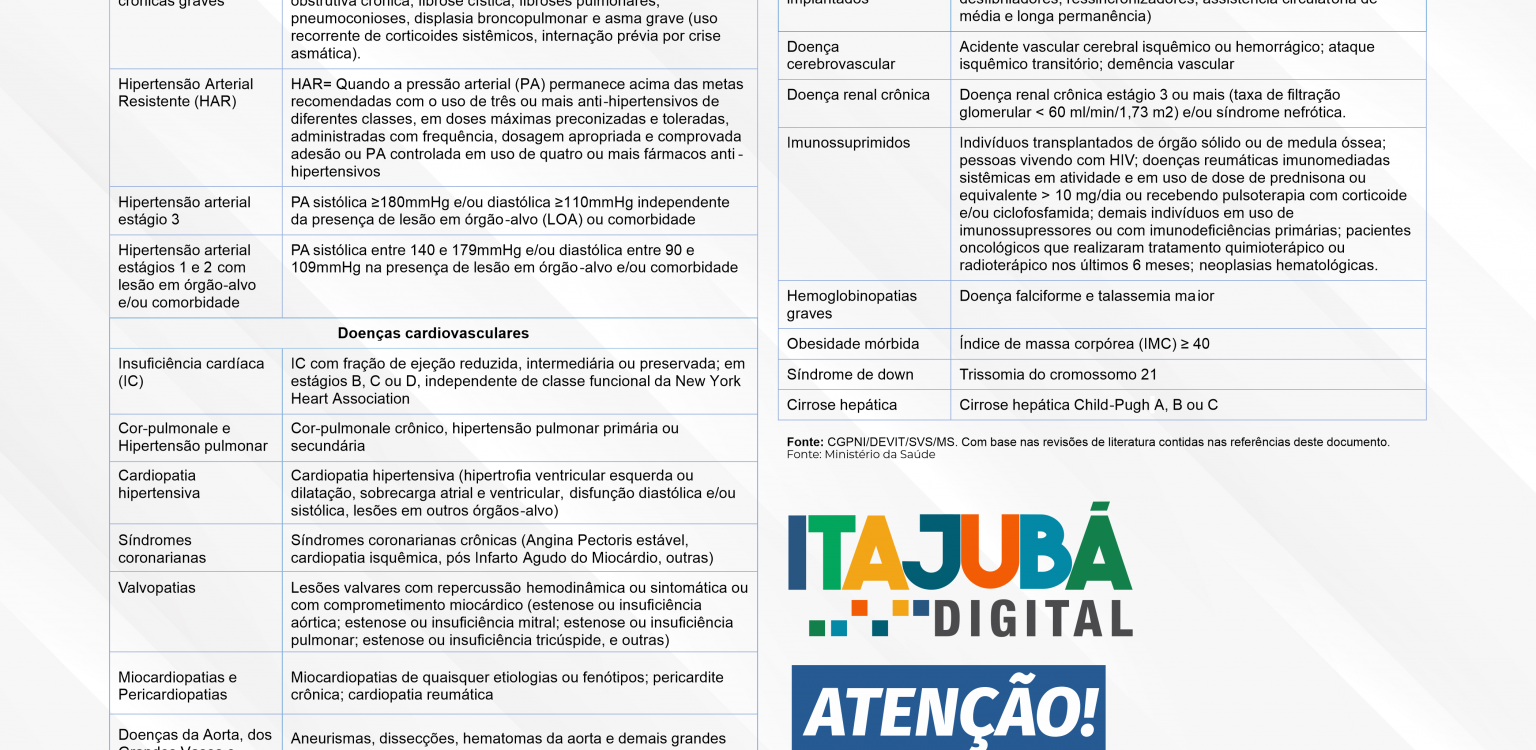 crônicas graves
obstrutiva crônica, fibrose cística, fibroses pulmonares,
pneumoconioses, displasia broncopulmonar e asma grave (uso
recorrente de corticoides sistêmicos, internação prévia por crise
asmática).
Hipertensão Arterial
Resistente (HAR)
HAR= Quando a pressão arterial (PA) permanece acima das metas
recomendadas com o uso de três ou mais anti-hipertensivos de
diferentes classes, em doses máximas preconizadas e toleradas,
administradas com frequência, dosagem apropriada e comprovada
adesão ou PA controlada em uso de quatro ou mais fármacos anti-
hipertensivos
Hipertensão arterial
estágio 3
PA sistólica ≥180mmHg e/ou diastólica ≥110mmHg independente
da presença de lesão em órgão-alvo (LOA) ou comorbidade
Hipertensão arterial
estágios 1 e 2 com
lesão em órgão-alvo
e/ou comorbidade
PA sistólica entre 140 e 179mmHg e/ou diastólica entre 90 e
109mmHg na presença de lesão em órgão-alvo e/ou comorbidade
Doenças cardiovasculares
Insuficiência cardíaca
(IC)
IC com fração de ejeção reduzida, intermediária ou preservada; em
estágios B, C ou D, independente de classe funcional da New York
Heart Association
Cor-pulmonale e
Hipertensão pulmonar
Cor-pulmonale crônico, hipertensão pulmonar primária ou
secundária
Cardiopatia
hipertensiva
Cardiopatia hipertensiva (hipertrofia ventricular esquerda ou
dilatação, sobrecarga atrial e ventricular, disfunção diastólica e/ou
sistólica, lesões em outros órgãos-alvo)
Síndromes
coronarianas
Síndromes coronarianas crônicas (Angina Pectoris estável,
cardiopatia isquêmica, pós Infarto Agudo do Miocárdio, outras)
Valvopatias
Lesões valvares com repercussão hemodinâmica ou sintomática ou
com comprometimento miocárdico (estenose ou insuficiência
aórtica; estenose ou insuficiência mitral; estenose ou insuficiência
pulmonar; estenose ou insuficiência tricúspide, e outras)
Miocardiopatias e
Pericardiopatias
Miocardiopatias de quaisquer etiologias ou fenótipos; pericardite
crônica; cardiopatia reumática
Doenças da Aorta, dos
Grandes Vasos e
Aneurismas, dissecções, hematomas da aorta e demais grandes
implantados
desfibriladores, ressincronizadores, assistência circulatória de
média e longa permanência)
Doença
cerebrovascular
Acidente vascular cerebral isquêmico ou hemorrágico; ataque
isquêmico transitório; demência vascular
Doença renal crônica
Doença renal crônica estágio 3 ou mais (taxa de filtração
glomerular < 60 ml/min/1,73 m2) e/ou síndrome nefrótica.
Imunossuprimidos
Indivíduos transplantados de órgão sólido ou de medula óssea;
pessoas vivendo com HIV; doenças reumáticas imunomediadas
sistêmicas em atividade e em uso de dose de prednisona ou
equivalente > 10 mg/dia ou recebendo pulsoterapia com corticoide
e/ou ciclofosfamida; demais indivíduos em uso de
imunossupressores ou com imunodeficiências primárias; pacientes
oncológicos que realizaram tratamento quimioterápico ou
radioterápico nos últimos 6 meses; neoplasias hematológicas.
Hemoglobinopatias
graves
Doença falciforme e talassemia maior
Obesidade mórbida
Índice de massa corpórea (IMC) ≥ 40
Síndrome de down
Trissomia do cromossomo 21
Cirrose hepática
Cirrose hepática Child-Pugh A, B ou C
Fonte: CGPNI/DEVIT/SVS/MS. Com base nas revisões de literatura contidas nas referências deste documento.
Fonte: Ministério da Saúde
ITAJUBÁ
DIGITAL
ATENÇÃO!